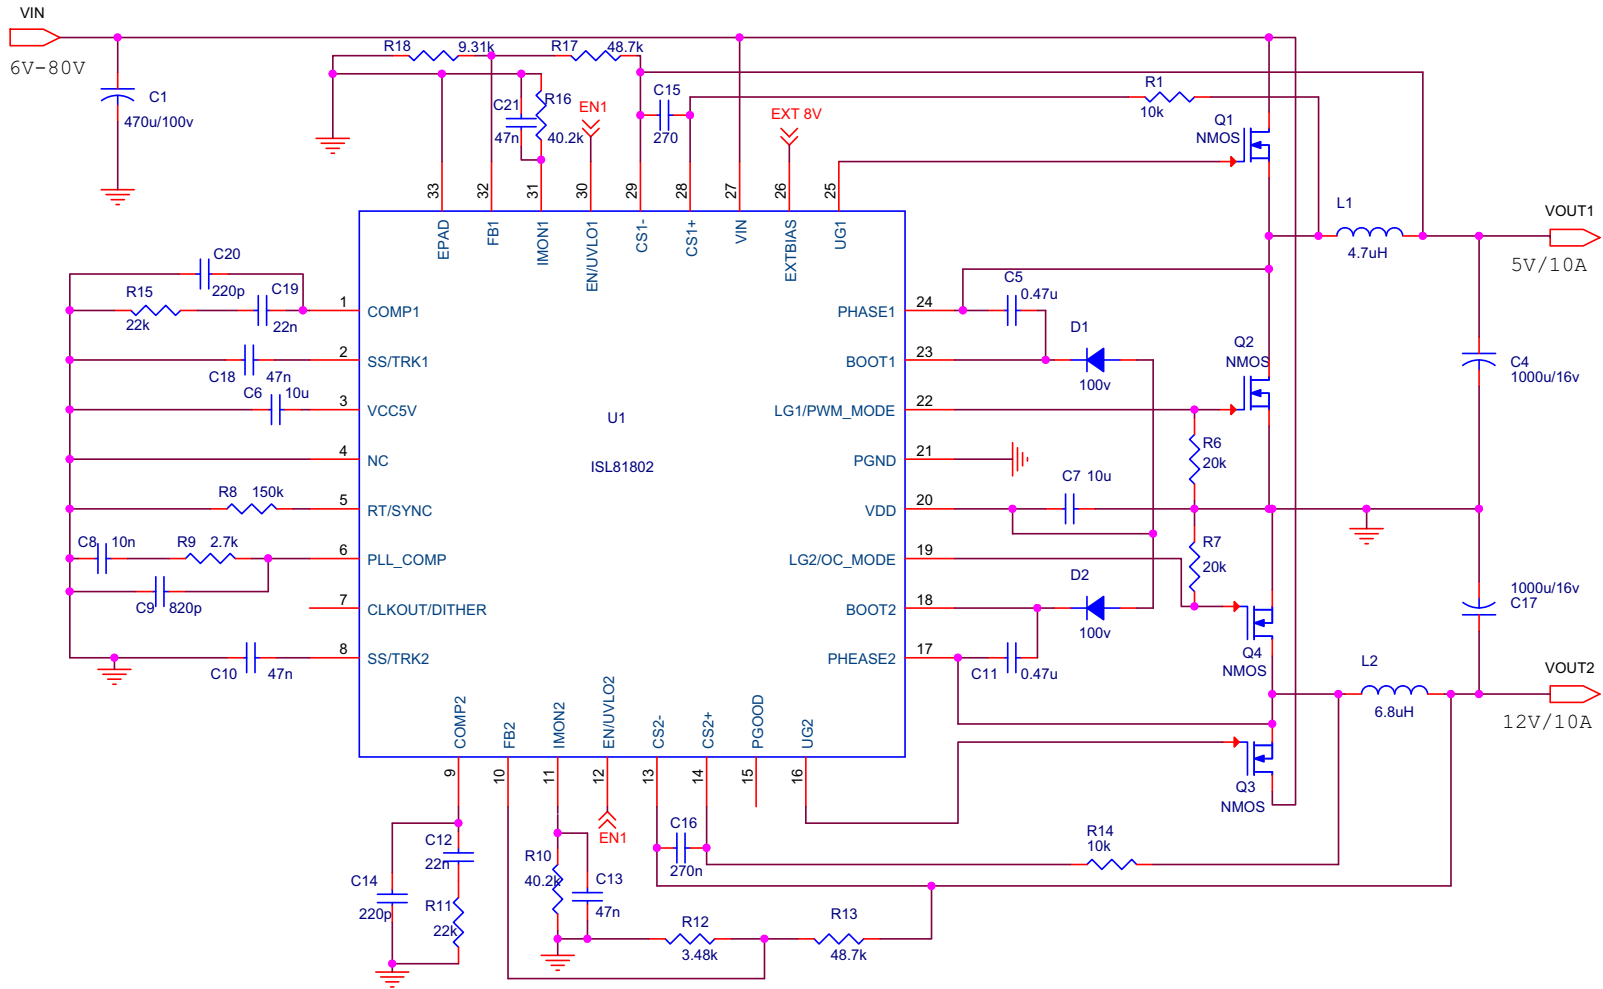 VIN
6V-80V
C1
470u/100v
R18
9.31k
R17
48.7k
C21
47n
R16
40.2k
EN1
C15
270
EXT 8V
R1
10k
Q1
NMOS
33
32
31
30
29
28
27
26
25
EPAD
FB1
IMON1
EN/UVLO1
CS1-
CS1+
VIN
EXTBIAS
UG1
L1
4.7uH
VOUT1
5V/10A
C20
220p
R15
22k
C19
22n
1
COMP1
C18
47n
2
SS/TRK1
C6
10u
3
VCC5V
4
NC
R8
150k
5
RT/SYNC
C8
10n
R9
2.7k
6
PLL_COMP
C9
820p
7
CLKOUT/DITHER
C10
47n
8
SS/TRK2
U1
ISL81802
PHASE1
24
C5
0.47u
BOOT1
23
D1
100v
LG1/PWM_MODE
22
Q2
NMOS
PGND
21
R6
20k
VDD
20
C7
10u
LG2/OC_MODE
19
R7
20k
BOOT2
18
D2
100v
PHEASE2
17
C11
0.47u
C4
1000u/16v
1000u/16v
C17
Q4
NMOS
L2
6.8uH
VOUT2
12V/10A
Q3
NMOS
COMP2
FB2
IMON2
EN/UVLO2
CS2-
CS2+
PGOOD
UG2
9
10
11
12
13
14
15
16
EN1
C12
22n
C14
220p
R11
22k
R10
40.2k
C13
47n
C16
270n
R14
10k
R12
3.48k
R13
48.7k